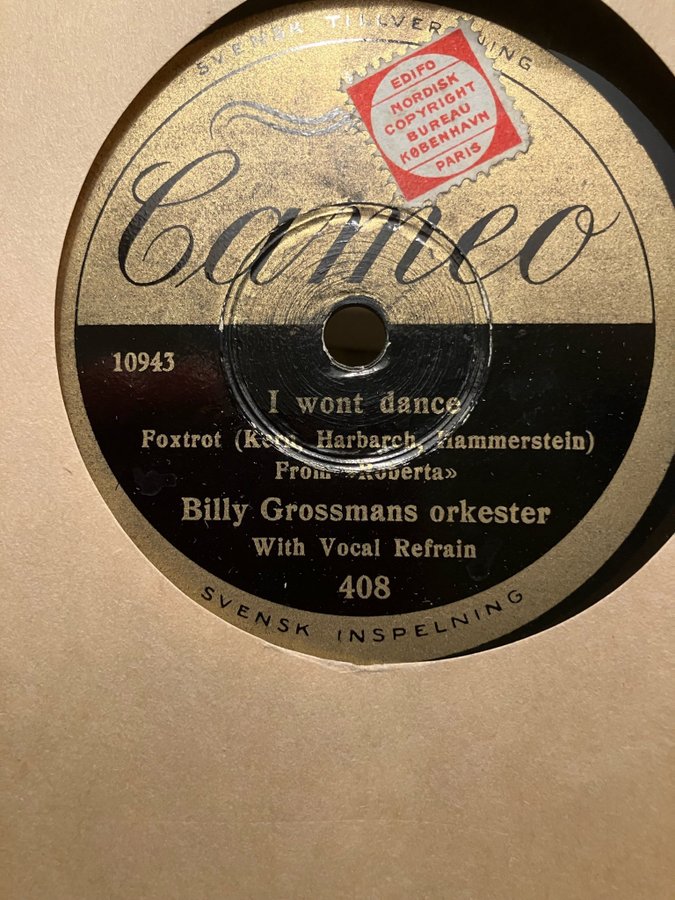 SVENSK TILLVERKNING
EDIFO
NORDISK
COPYRIGHT
BUREAU
KØBENHAVN
PARIS
Cameo
10943
I wont dance
Foxtrot (Kern, Harbarch, Hammerstein)
From »Roberta»
Billy Grossmans orkester
With Vocal Refrain
408
SVENSK INSPELNING